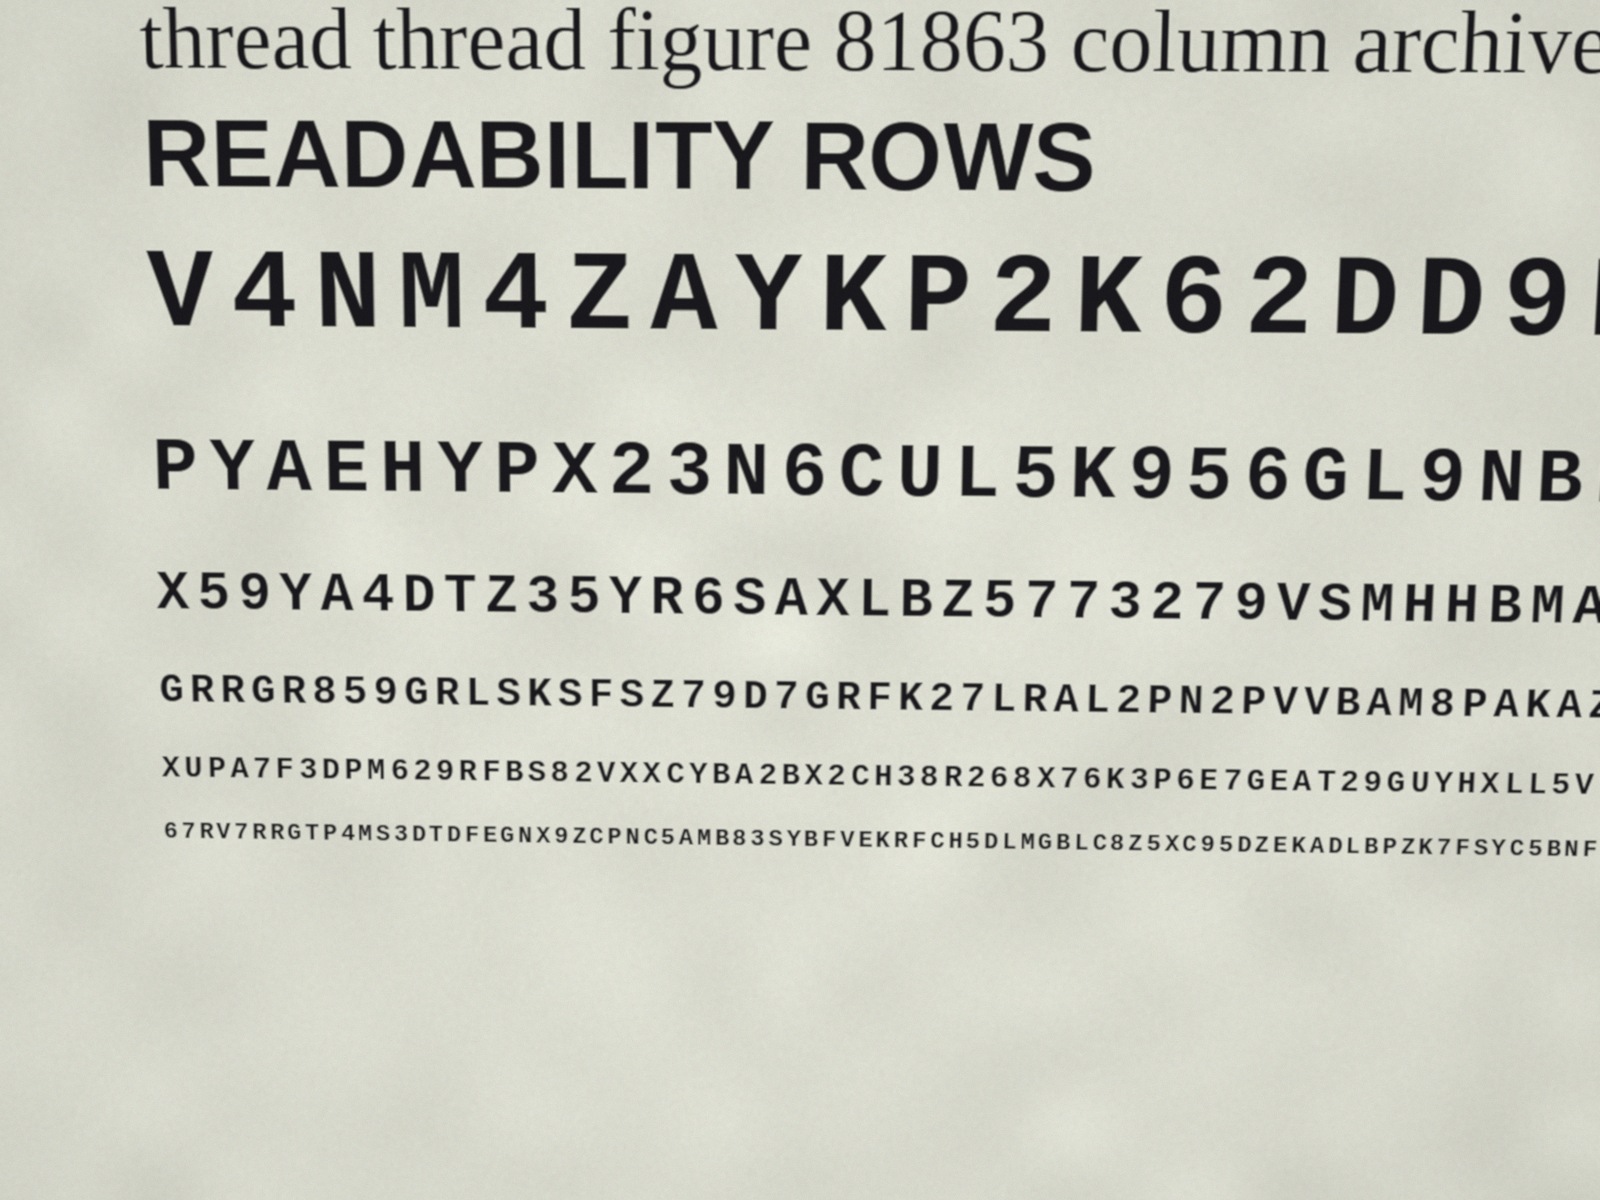 thread thread figure 81863 column archive
READABILITY ROWS
V4NM4ZAYKP2K62DD9
PYAEHYPX23N6CUL5K956GL9NB
X59YA4DTZ35YR6SAXLBZ5773279VSMHHBMA
GRRGR859GRLSKSFSZ79D7GRFK27LRAL2PN2PVVBAM8PAKAZ
XUPA7F3DPM629RFBS82VXXCYBA2BX2CH38R268X76K3P6E7GEAT29GUYHXLL5V
67RV7RRGTP4MS3DTDFEGNX9ZCPNC5AMB83SYBFVEKRFCH5DLMGBLC8Z5XC95DZEKADLBPZK7FSYC5BNF